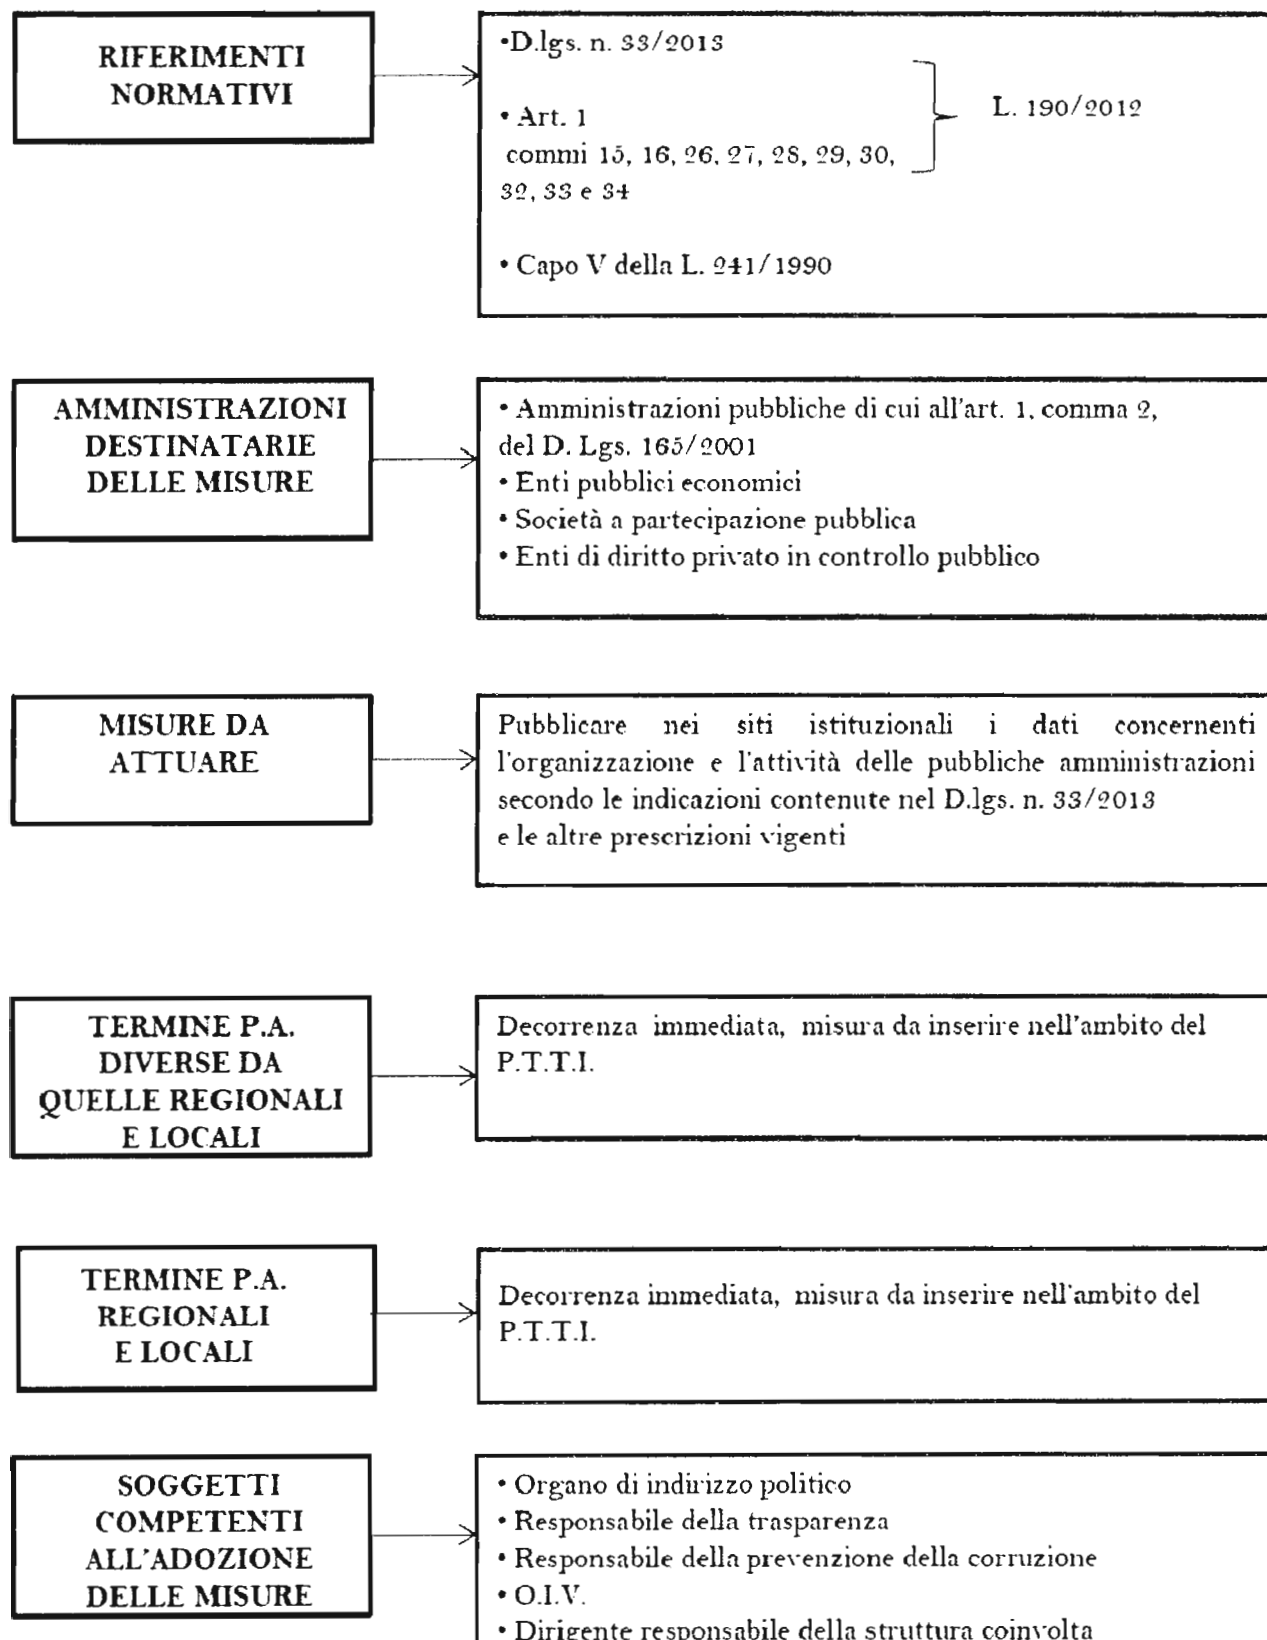 RIFERIMENTI
NORMATIVI
•D.lgs. n. 33/2013
• Art. 1
commi 15, 16, 26, 27, 28, 29, 30,
32, 33 e 34
L. 190/2012
• Capo V della L. 241/1990
AMMINISTRAZIONI
DESTINATARIE
DELLE MISURE
• Amministrazioni pubbliche di cui all'art. 1, comma 2,
del D. Lgs. 165/2001
• Enti pubblici economici
• Società a partecipazione pubblica
• Enti di diritto privato in controllo pubblico
MISURE DA
ATTUARE
Pubblicare nei siti istituzionali i dati concernenti
l'organizzazione e l'attività delle pubbliche amministrazioni
secondo le indicazioni contenute nel D.lgs. n. 33/2013
e le altre prescrizioni vigenti
TERMINE P.A.
DIVERSE DA
QUELLE REGIONALI
E LOCALI
Decorrenza immediata, misura da inserire nell'ambito del
P.T.T.I.
TERMINE P.A.
REGIONALI
E LOCALI
Decorrenza immediata, misura da inserire nell'ambito del
P.T.T.I.
SOGGETTI
COMPETENTI
ALL'ADOZIONE
DELLE MISURE
• Organo di indirizzo politico
• Responsabile della trasparenza
• Responsabile della prevenzione della corruzione
• O.I.V.
• Dirigente responsabile della struttura coinvolta